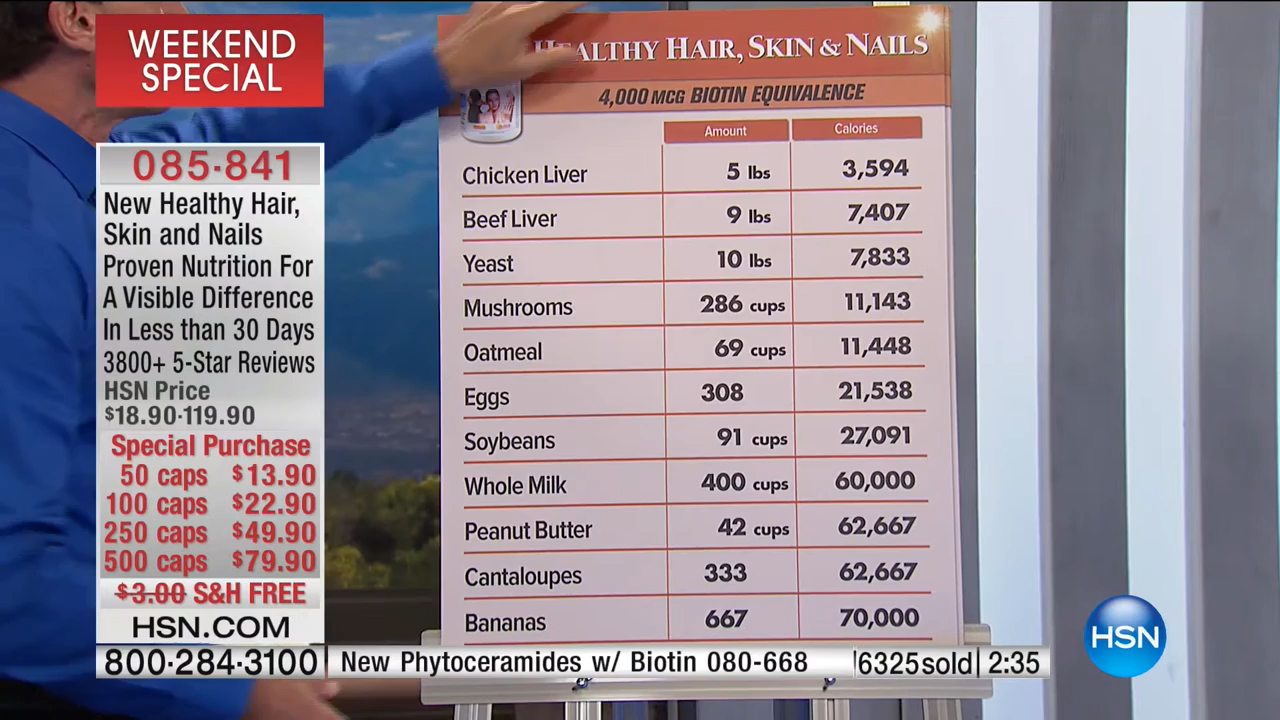 WEEKEND
SPECIAL
085-841
New Healthy Hair,
Skin and Nails
Proven Nutrition For
A Visible Difference
In Less than 30 Days
3800+ 5-Star Reviews
HSN Price
$18.90-119.90
Special Purchase
50 caps $13.90
100 caps $22.90
250 caps $49.90
500 caps $79.90
$3.00 S&H FREE
HSN.COM
800-284-3100
New Phytoceramides w/ Biotin 080-668
6325sold
2:35
HEALTHY HAIR, SKIN & NAILS
4,000 MCG BIOTIN EQUIVALENCE
Amount Calories
Chicken Liver 5 lbs 3,594
Beef Liver 9 lbs 7,407
Yeast 10 lbs 7,833
Mushrooms 286 cups 11,143
Oatmeal 69 cups 11,448
Eggs 308 21,538
Soybeans 91 cups 27,091
Whole Milk 400 cups 60,000
Peanut Butter 42 cups 62,667
Cantaloupes 333 62,667
Bananas 667 70,000
HSN